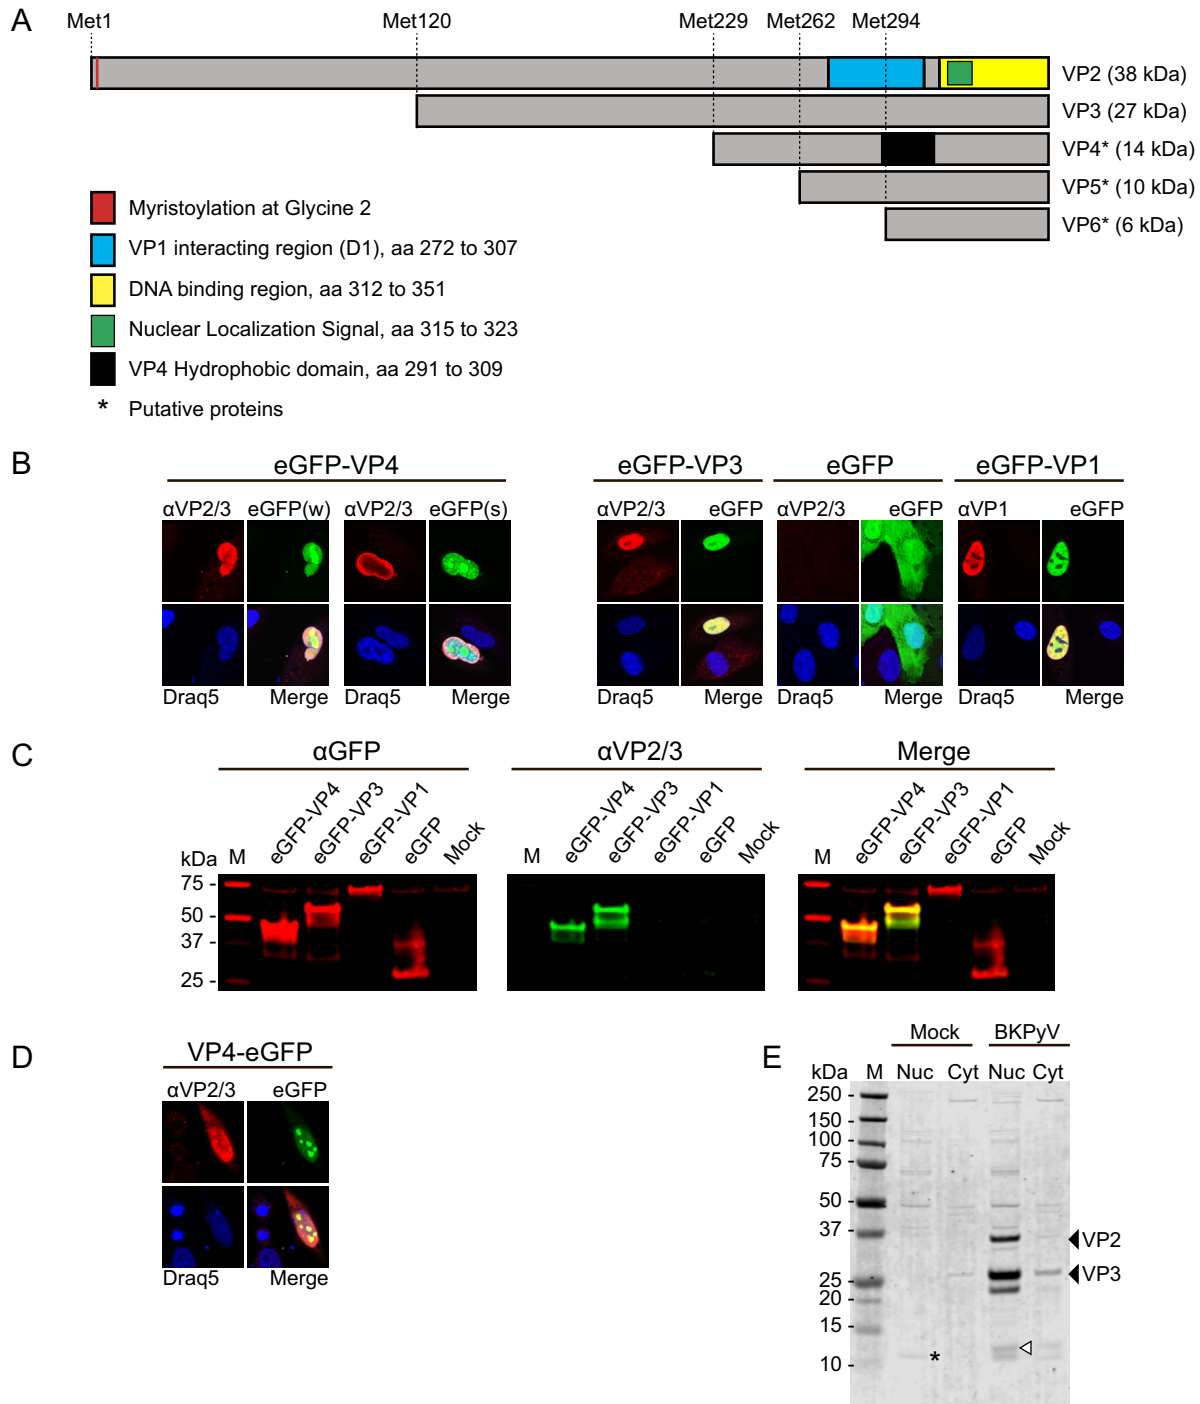 A
Met1 Met120 Met229 Met262 Met294
VP2 (38 kDa)
VP3 (27 kDa)
VP4* (14 kDa)
VP5* (10 kDa)
VP6* (6 kDa)
Myristoylation at Glycine 2
VP1 interacting region (D1), aa 272 to 307
DNA binding region, aa 312 to 351
Nuclear Localization Signal, aa 315 to 323
VP4 Hydrophobic domain, aa 291 to 309
* Putative proteins
B
eGFP-VP4 eGFP-VP3 eGFP eGFP-VP1
αVP2/3 eGFP(w) αVP2/3 eGFP(s) αVP2/3 eGFP αVP2/3 eGFP αVP1 eGFP
Draq5 Merge Draq5 Merge Draq5 Merge Draq5 Merge Draq5 Merge
C
αGFP αVP2/3 Merge
kDa M eGFP-VP4 eGFP-VP3 eGFP-VP1 eGFP Mock M eGFP-VP4 eGFP-VP3 eGFP-VP1 eGFP Mock M eGFP-VP4 eGFP-VP3 eGFP-VP1 eGFP Mock
75 -
50 -
37 -
25 -
D
VP4-eGFP
αVP2/3 eGFP
Draq5 Merge
E
Mock BKPyV
kDa M Nuc Cyt Nuc Cyt
250 -
150 -
100 -
75 -
50 -
37 -
VP2
25 -
VP3
20 -
15 -
10 -
*